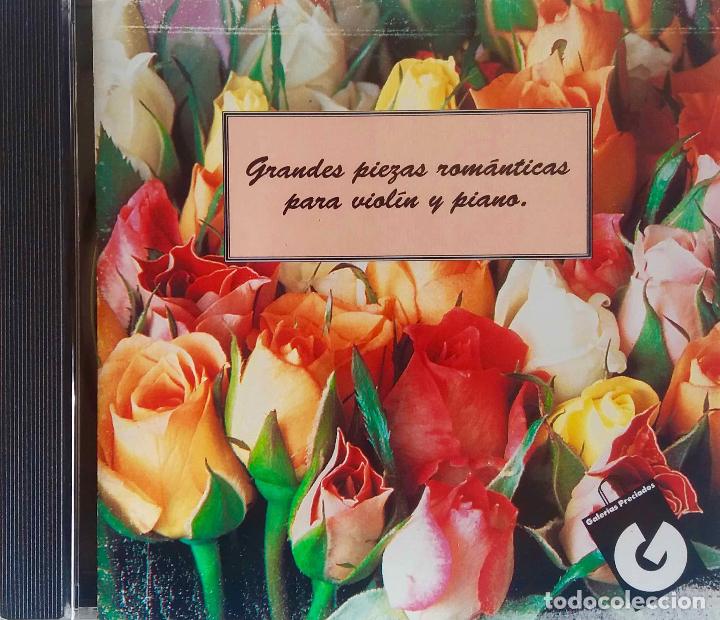 Grandes piezas románticas
para violín y piano.
Galerías Preciados
G
todocoleccion